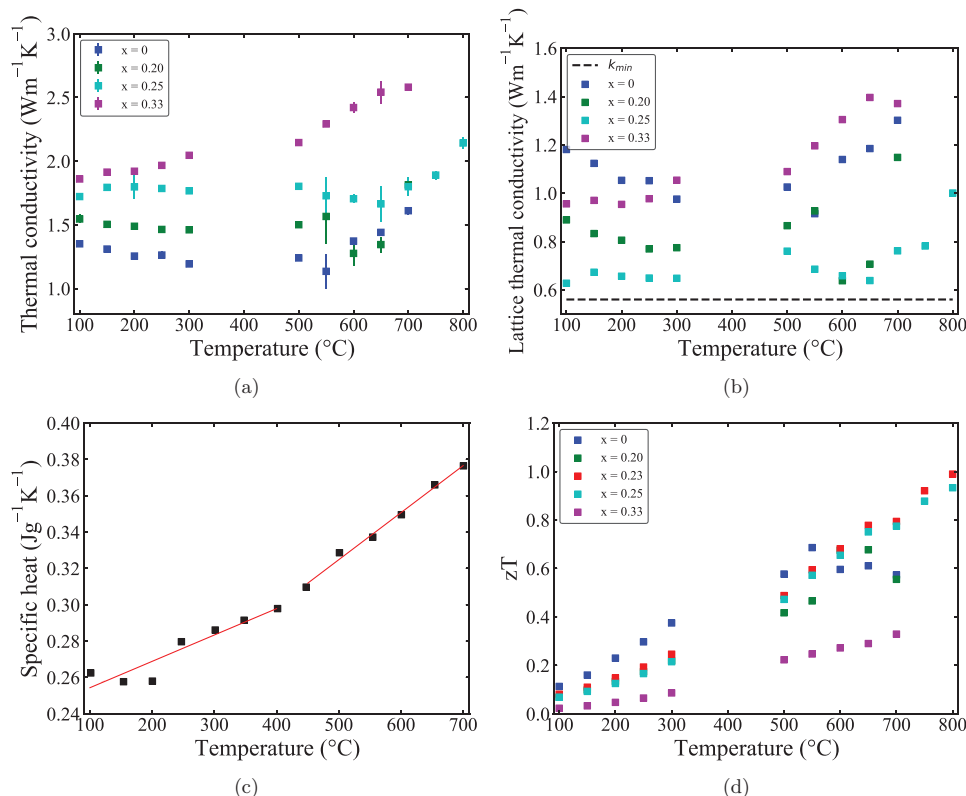 3.0
2.5
2.0
1.5
1.0
Thermal conductivity (Wm⁻¹K⁻¹)
x = 0
x = 0.20
x = 0.25
x = 0.33
100 200 300 400 500 600 700 800
Temperature (°C)
(a)
1.6
1.4
1.2
1.0
0.8
0.6
Lattice thermal conductivity (Wm⁻¹K⁻¹)
k_min
x = 0
x = 0.20
x = 0.25
x = 0.33
100 200 300 400 500 600 700 800
Temperature (°C)
(b)
0.40
0.38
0.36
0.34
0.32
0.30
0.28
0.26
0.24
Specific heat (Jg⁻¹K⁻¹)
100 200 300 400 500 600 700
Temperature (°C)
(c)
1.2
1.0
0.8
0.6
0.4
0.2
0.0
zT
x = 0
x = 0.20
x = 0.23
x = 0.25
x = 0.33
100 200 300 400 500 600 700 800
Temperature (°C)
(d)